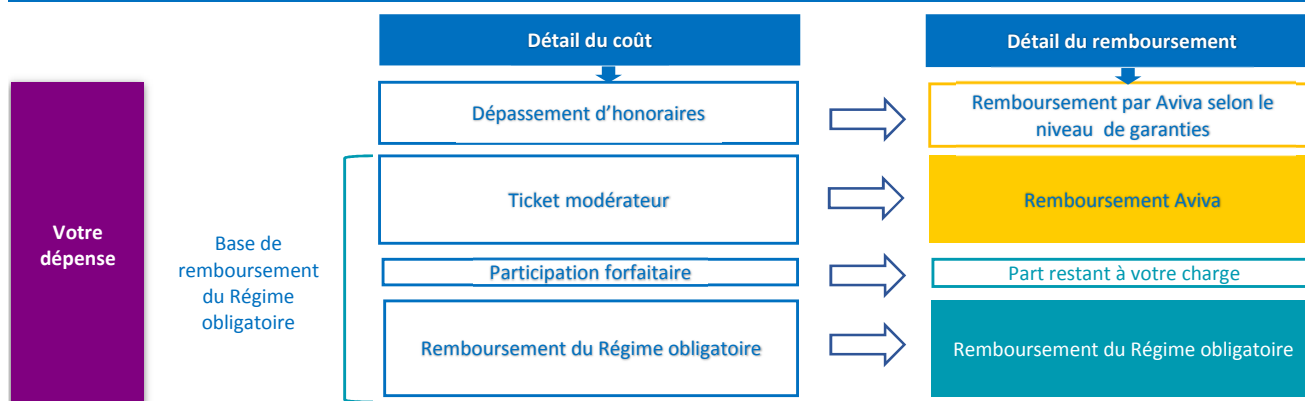 Détail du coût
Détail du remboursement
Dépassement d’honoraires
Remboursement par Aviva selon le
niveau de garanties
Votre
dépense
Base de
remboursement
du Régime
obligatoire
Ticket modérateur
Remboursement Aviva
Participation forfaitaire
Part restant à votre charge
Remboursement du Régime obligatoire
Remboursement du Régime obligatoire